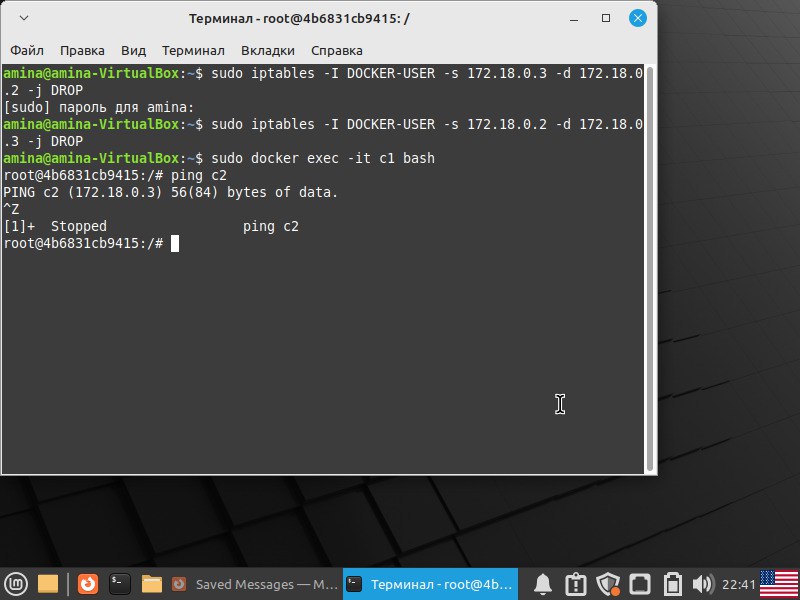 Терминал - root@4b6831cb9415: /
Файл Правка Вид Терминал Вкладки Справка
amina@amina-VirtualBox:~$ sudo iptables -I DOCKER-USER -s 172.18.0.3 -d 172.18.0
.2 -j DROP
[sudo] пароль для amina:
amina@amina-VirtualBox:~$ sudo iptables -I DOCKER-USER -s 172.18.0.2 -d 172.18.0
.3 -j DROP
amina@amina-VirtualBox:~$ sudo docker exec -it c1 bash
root@4b6831cb9415:/# ping c2
PING c2 (172.18.0.3) 56(84) bytes of data.
^Z
[1]+  Stopped                 ping c2
root@4b6831cb9415:/#
Saved Messages — M... Терминал - root@4b... 22:41